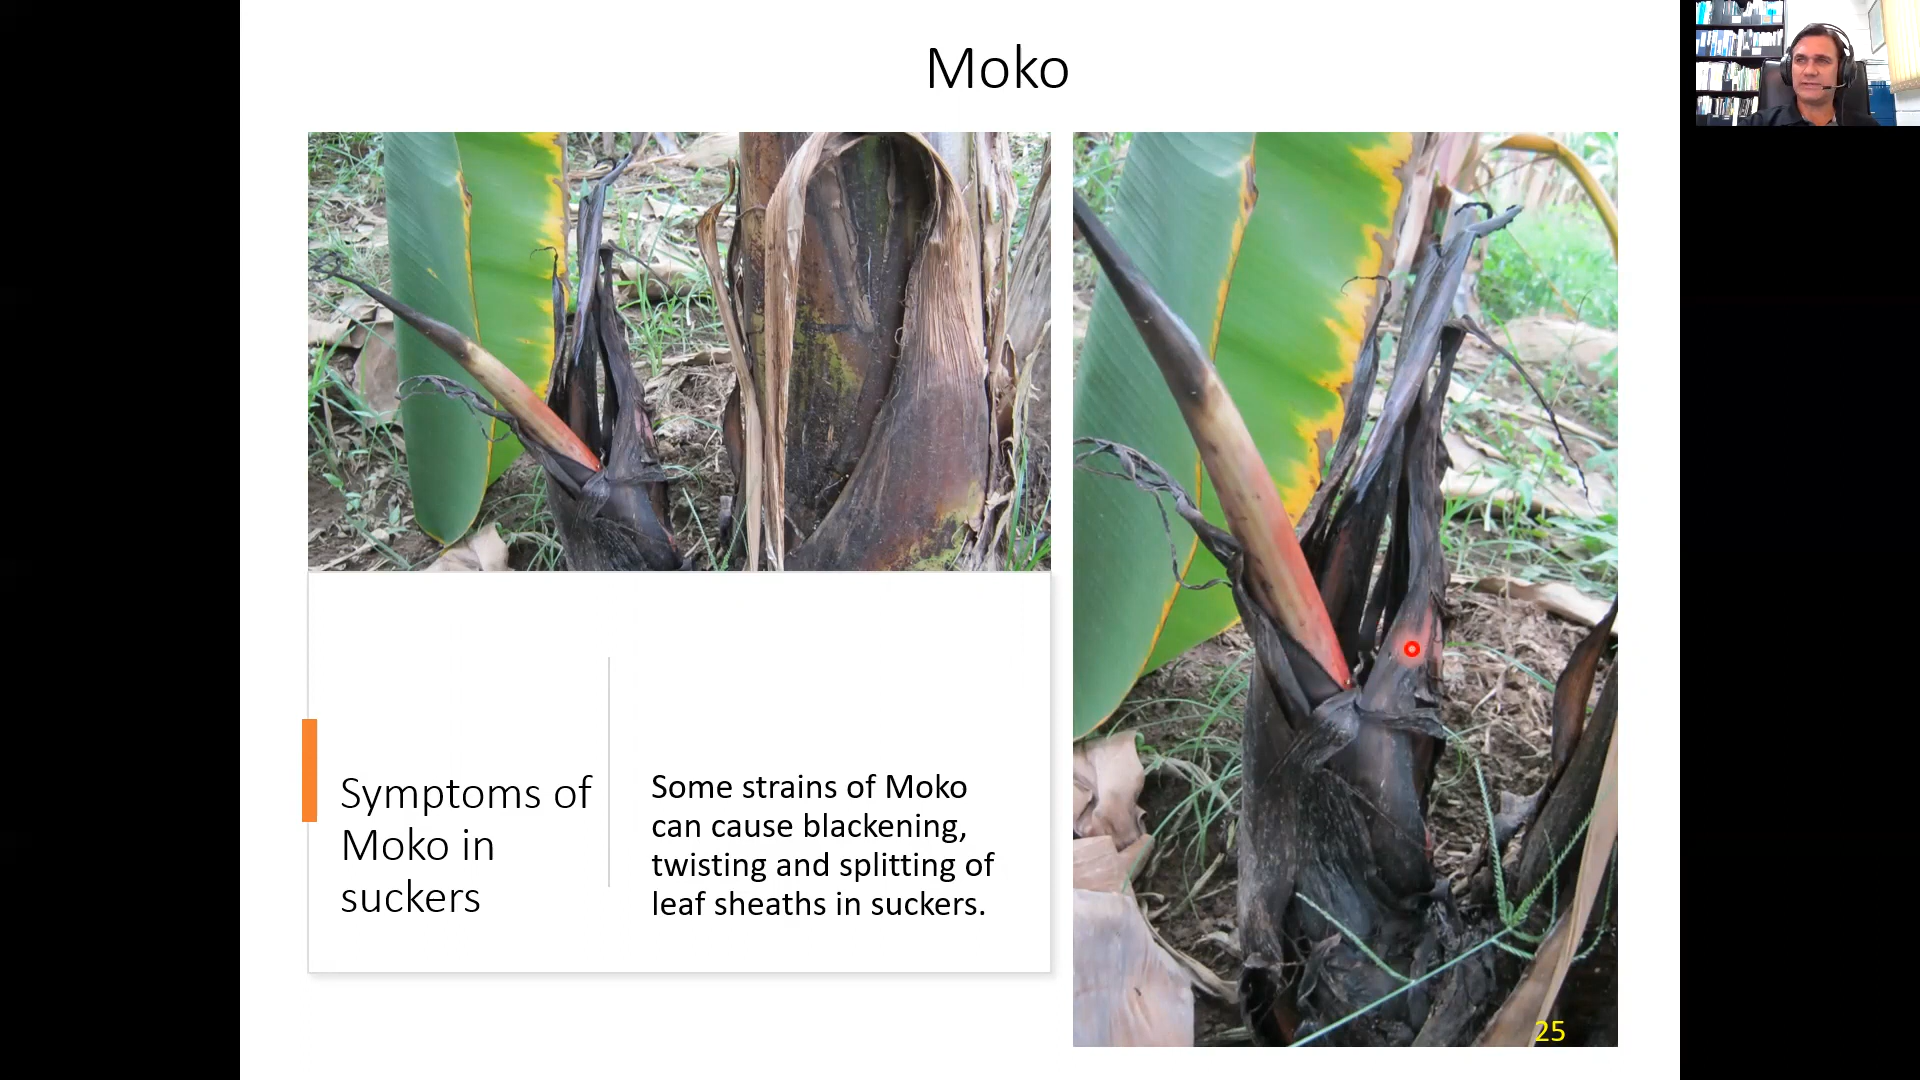 Moko
Symptoms of
Moko in
suckers
Some strains of Moko
can cause blackening,
twisting and splitting of
leaf sheaths in suckers.
25